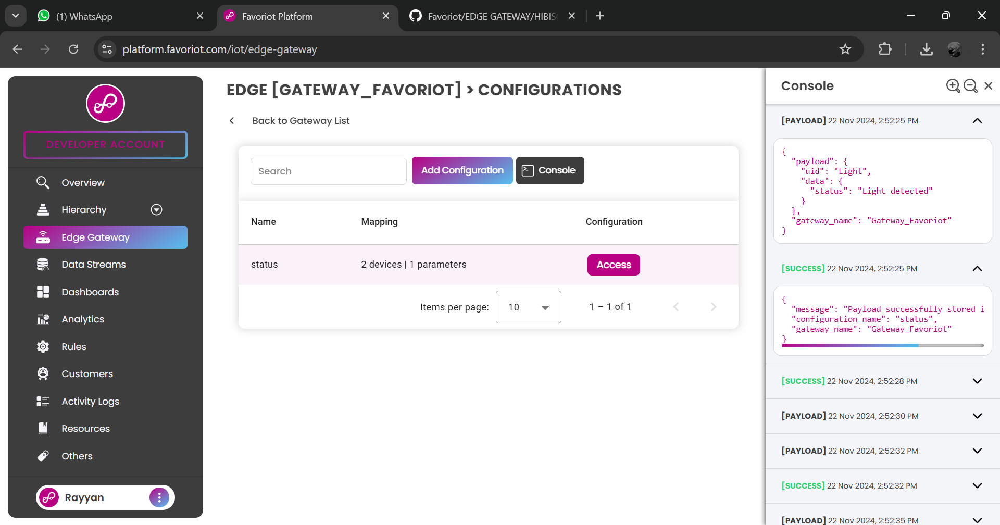 (1) WhatsApp
Favoriot Platform
Favoriot/EDGE GATEWAY/HIBISC
platform.favoriot.com/iot/edge-gateway
DEVELOPER ACCOUNT
Overview
Hierarchy
Edge Gateway
Data Streams
Dashboards
Analytics
Rules
Customers
Activity Logs
Resources
Others
Rayyan
EDGE [GATEWAY_FAVORIOT] > CONFIGURATIONS
Back to Gateway List
Search
Add Configuration
Console
Name Mapping Configuration
status 2 devices | 1 parameters Access
Items per page: 10 1 – 1 of 1
Console
[PAYLOAD] 22 Nov 2024, 2:52:25 PM
{
"payload": {
"uid": "Light",
"data": {
"status": "Light detected"
}
},
"gateway_name": "Gateway_Favoriot"
}
[SUCCESS] 22 Nov 2024, 2:52:25 PM
{
"message": "Payload successfully stored i
"configuration_name": "status",
"gateway_name": "Gateway_Favoriot"
}
[SUCCESS] 22 Nov 2024, 2:52:28 PM
[PAYLOAD] 22 Nov 2024, 2:52:30 PM
[PAYLOAD] 22 Nov 2024, 2:52:32 PM
[SUCCESS] 22 Nov 2024, 2:52:32 PM
[PAYLOAD] 22 Nov 2024, 2:52:35 PM